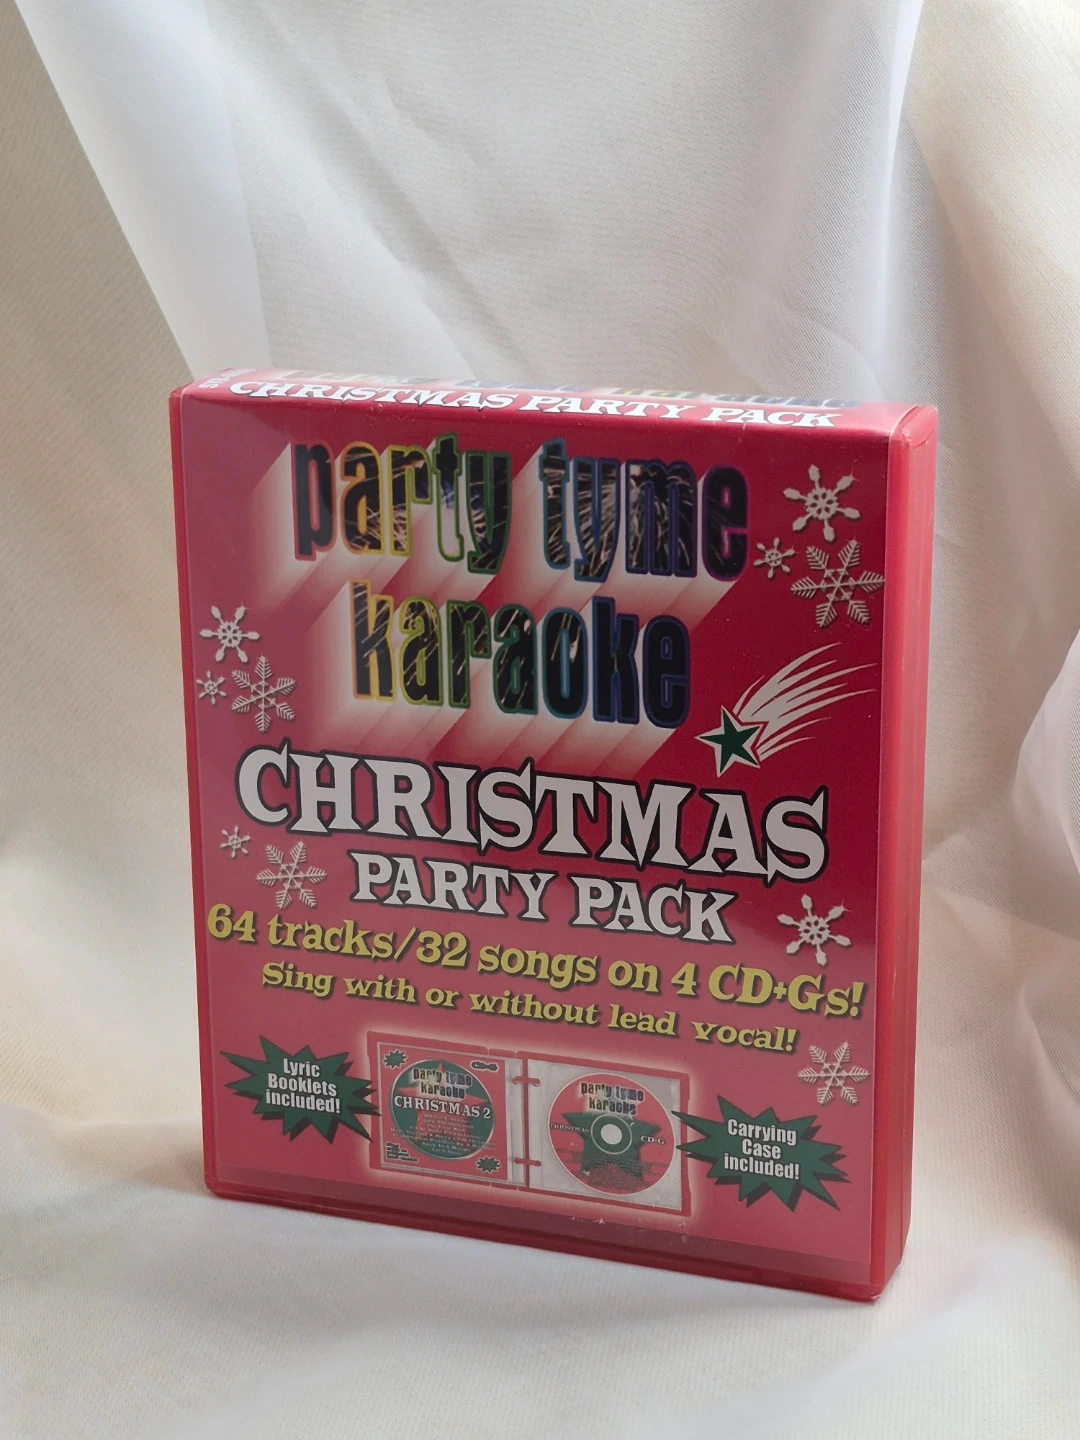 CHRISTMAS PARTY PACK
party tyme
karaoke
CHRISTMAS
PARTY PACK
64 tracks/32 songs on 4 CD+Gs!
Sing with or without lead vocal!
Lyric
Booklets
included!
party tyme
karaoke
CHRISTMAS 2
party tyme
karaoke
CHRISTMAS
CD+G
Carrying
Case
included!